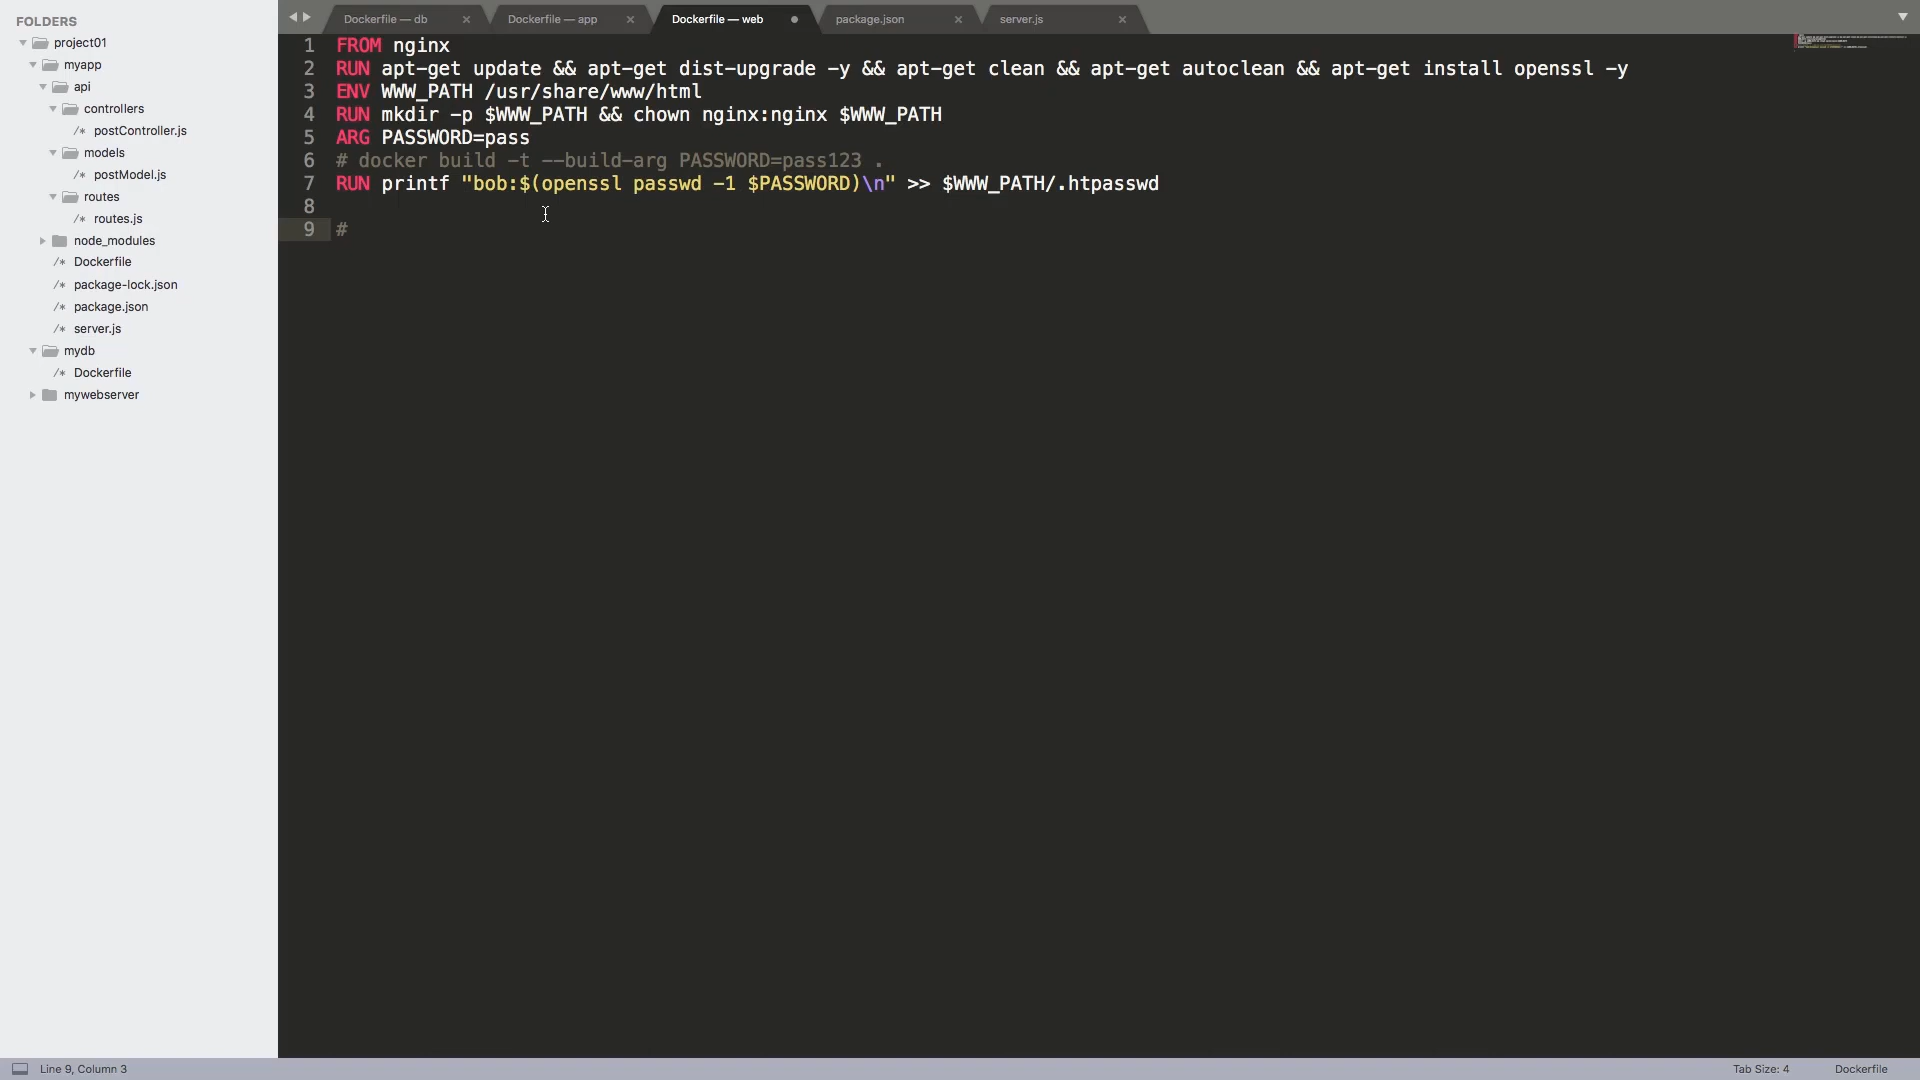 FOLDERS
project01
myapp
api
controllers
/* postController.js
models
/* postModel.js
routes
/* routes.js
node_modules
/* Dockerfile
/* package-lock.json
/* package.json
/* server.js
mydb
/* Dockerfile
mywebserver
Dockerfile — db
Dockerfile — app
Dockerfile — web
package.json
server.js
1 FROM nginx
2 RUN apt-get update && apt-get dist-upgrade -y && apt-get clean && apt-get autoclean && apt-get install openssl -y
3 ENV WWW_PATH /usr/share/www/html
4 RUN mkdir -p $WWW_PATH && chown nginx:nginx $WWW_PATH
5 ARG PASSWORD=pass
6 # docker build -t --build-arg PASSWORD=pass123 .
7 RUN printf "bob:$(openssl passwd -1 $PASSWORD)\n" >> $WWW_PATH/.htpasswd
8
9 #
Line 9, Column 3
Tab Size: 4
Dockerfile